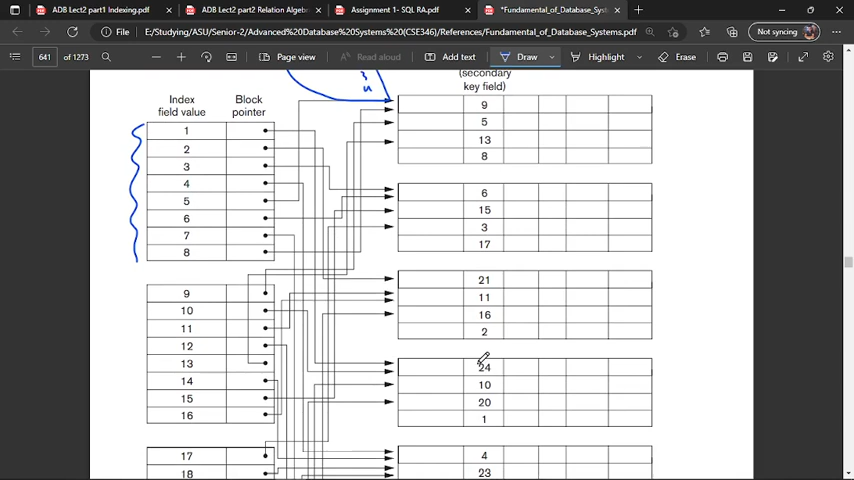 ADB Lect2 part1 Indexing.pdf
ADB Lect2 part2 Relation Algebr
Assignment 1- SQL RA.pdf
*Fundamental_of_Database_Syste
File
E:/Studying/ASU/Senior-2/Advanced%20Database%20Systems%20(CSE346)/References/Fundamental_of_Database_Systems.pdf
Not syncing
641 of 1273
Read aloud
Add text
Draw
Highlight
Erase
(secondary
key field)
Index
field value
Block
pointer
1
2
3
4
5
6
7
8
9
10
11
12
13
14
15
16
17
18
9
5
13
8
6
15
3
17
21
11
16
2
24
10
20
1
4
23